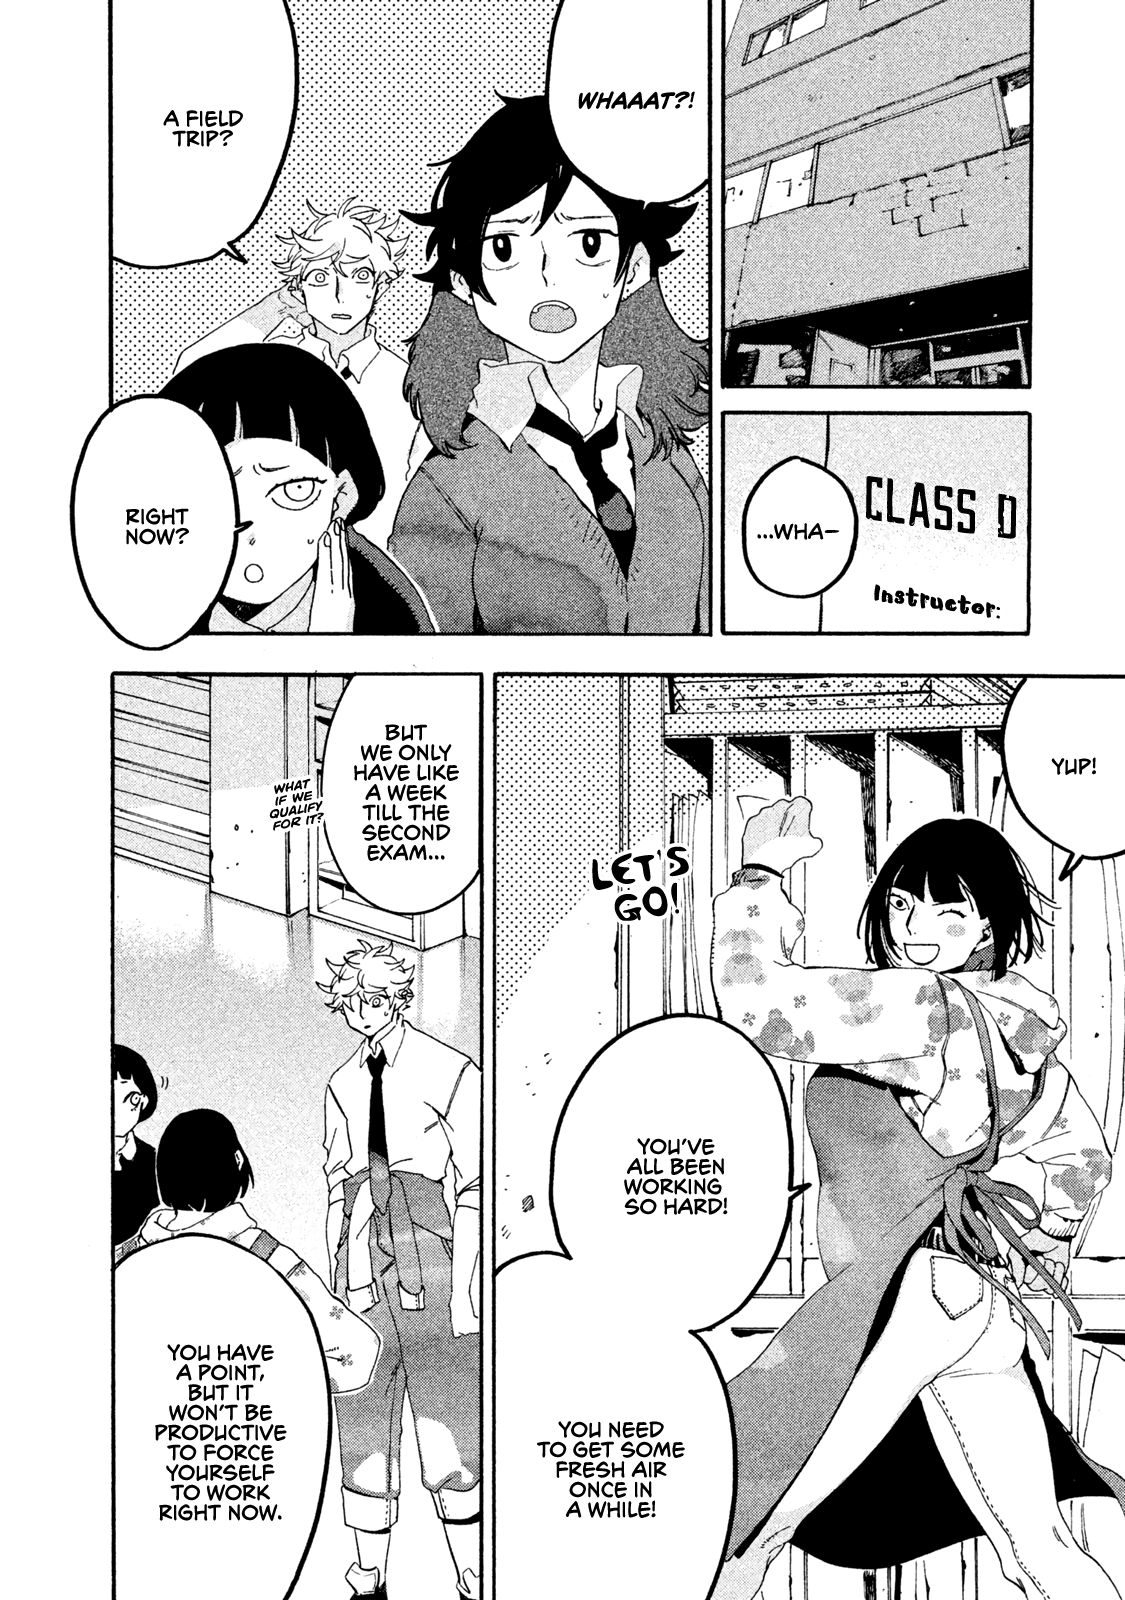 CLASS D
Instructor:
...WHA–
WHAAAT?!
A FIELD
TRIP?
RIGHT
NOW?
YUP!
LET'S
GO!
YOU'VE
ALL BEEN
WORKING
SO HARD!
YOU NEED
TO GET SOME
FRESH AIR
ONCE IN
A WHILE!
BUT
WE ONLY
HAVE LIKE
A WEEK
TILL THE
SECOND
EXAM...
WHAT
IF WE
QUALIFY
FOR IT?
YOU HAVE
A POINT,
BUT IT
WON'T BE
PRODUCTIVE
TO FORCE
YOURSELF
TO WORK
RIGHT NOW.